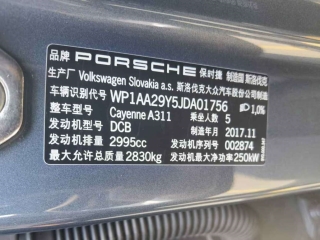 品牌 PORSCHE 保时捷 制造国 斯洛伐克
生产厂 Volkswagen Slovakia a.s. 斯洛伐克大众汽车股份制造
车辆识别代号 WP1AA29Y5JDA01756 1,0%
整车型号 Cayenne A311 乘坐人数 5
发动机型号 DCB 制造年月 2017.11
发动机排量 2995cc 发动机序号 002874
最大允许总质量 2830kg 发动机最大净功率 250kW